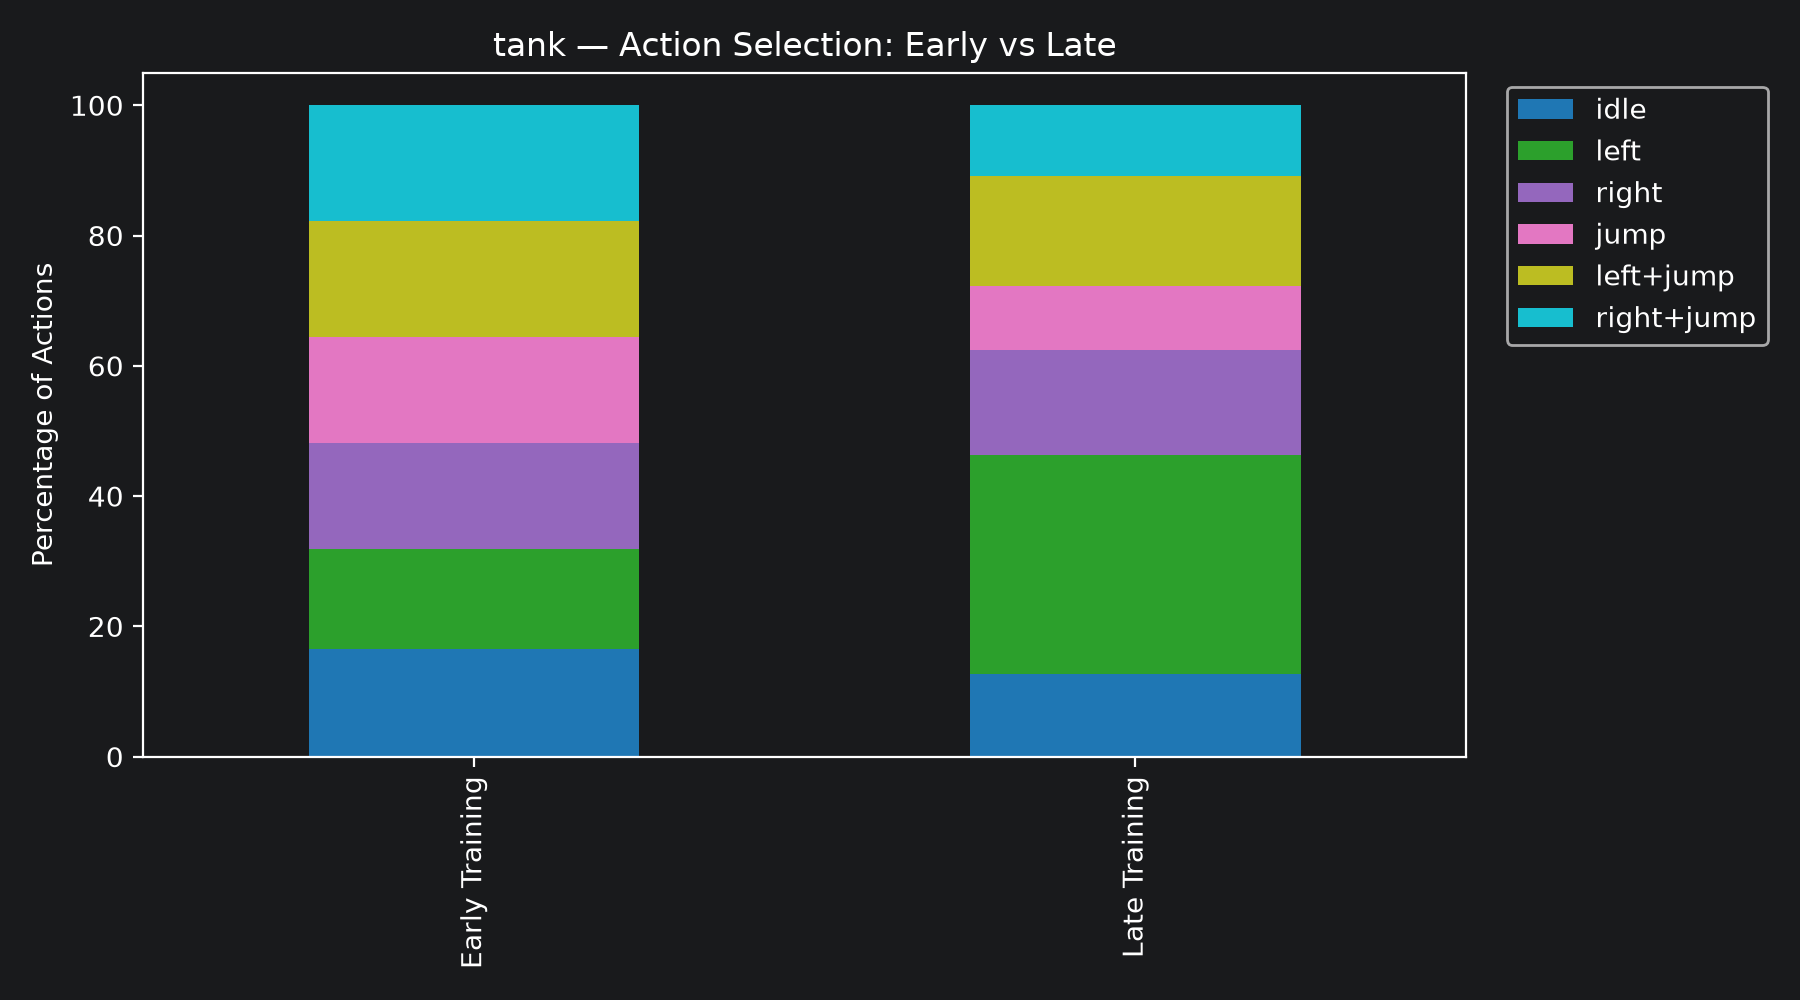 tank — Action Selection: Early vs Late
Percentage of Actions
100
80
60
40
20
0
Early Training
Late Training
idle
left
right
jump
left+jump
right+jump